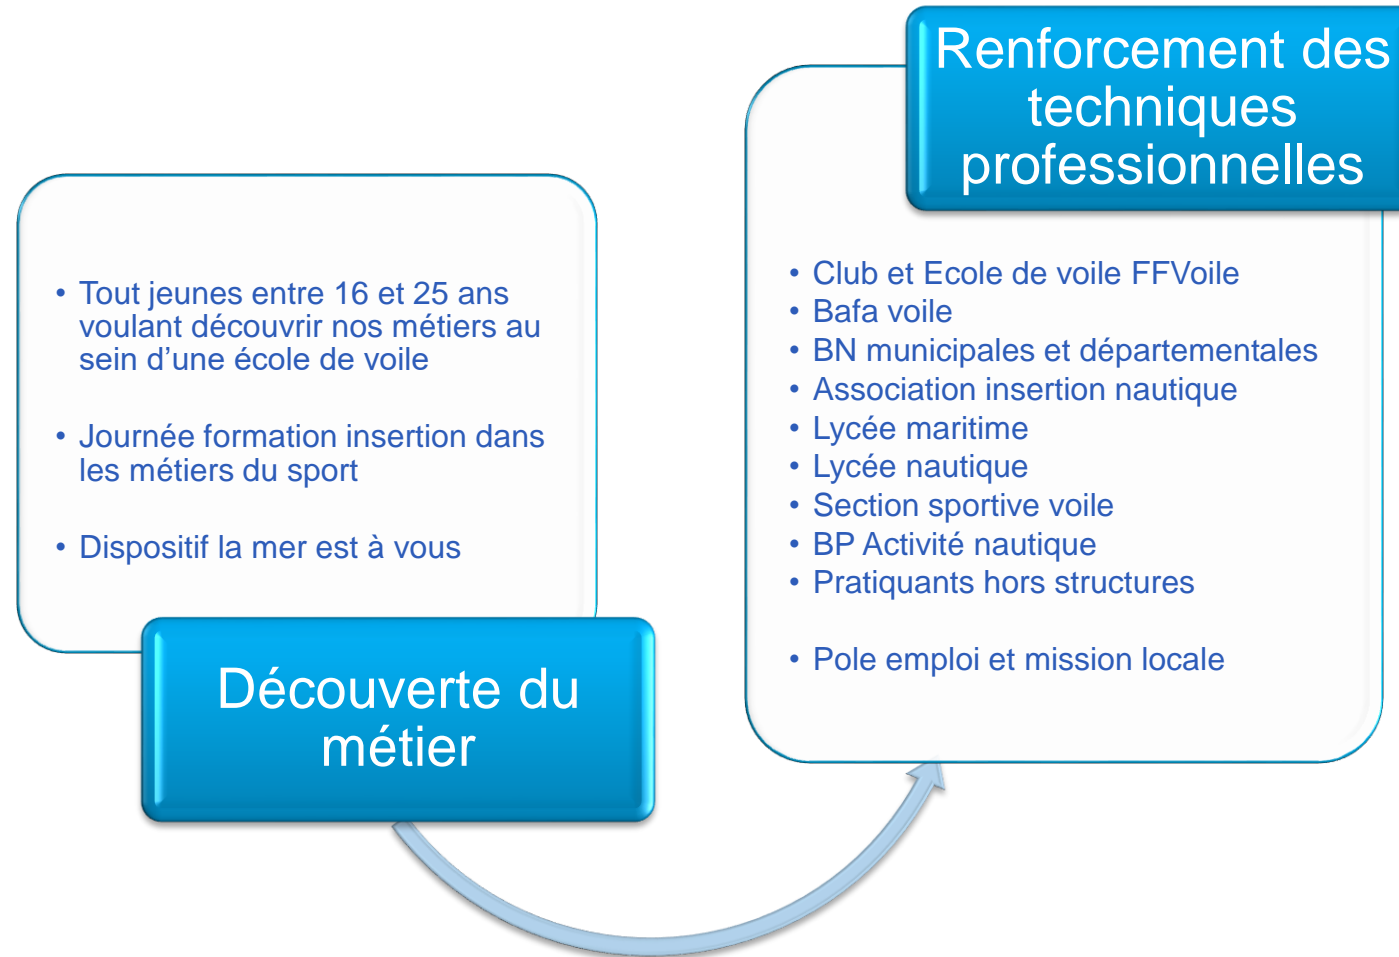 • Tout jeunes entre 16 et 25 ans
voulant découvrir nos métiers au
sein d’une école de voile
• Journée formation insertion dans
les métiers du sport
• Dispositif la mer est à vous
Découverte du
métier
Renforcement des
techniques
professionnelles
• Club et Ecole de voile FFVoile
• Bafa voile
• BN municipales et départementales
• Association insertion nautique
• Lycée maritime
• Lycée nautique
• Section sportive voile
• BP Activité nautique
• Pratiquants hors structures
• Pole emploi et mission locale